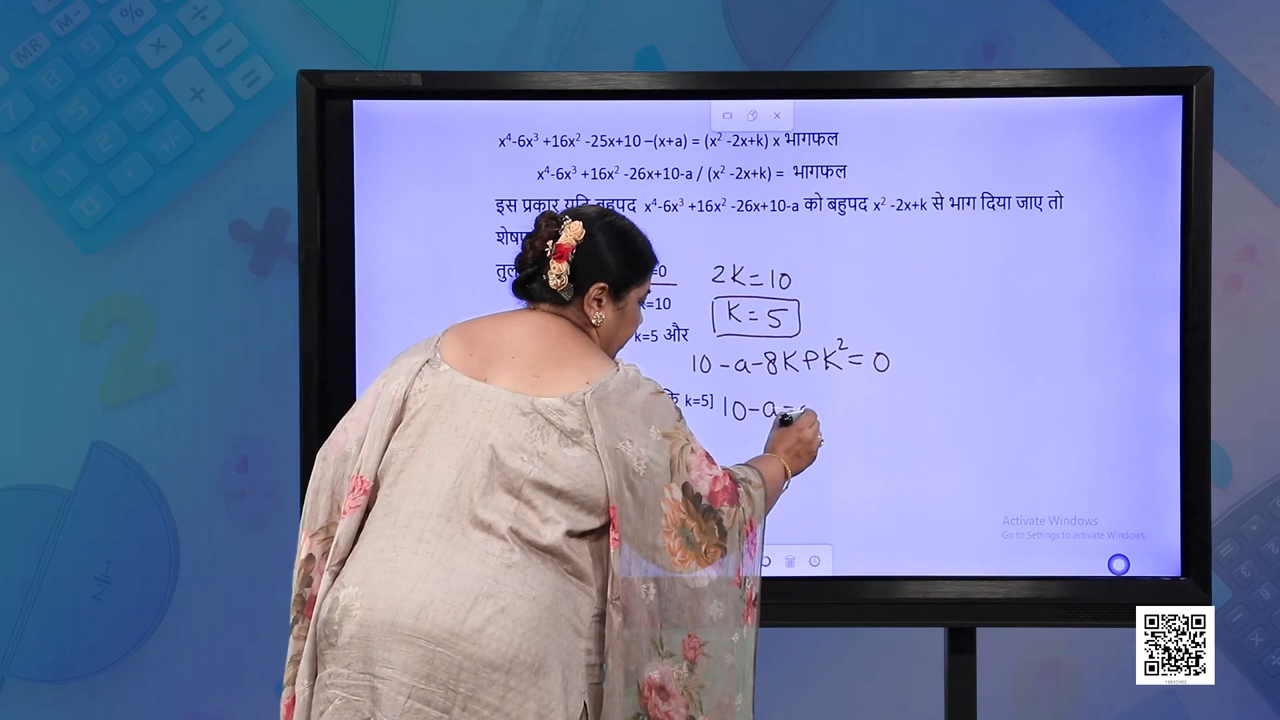 x⁴-6x³ +16x² -25x+10 –(x+a) = (x² -2x+k) x भागफल
x⁴-6x³ +16x² -26x+10-a / (x² -2x+k) = भागफल
इस प्रकार यदि बहुपद x⁴-6x³ +16x² -26x+10-a को बहुपद x² -2x+k से भाग दिया जाए तो
=0 2K=10
k=10
K=5
k=5 और
10-a-8K+K²=0
k=5] 10-a=
Activate Windows
Go to Settings to activate Windows.
MR M- %